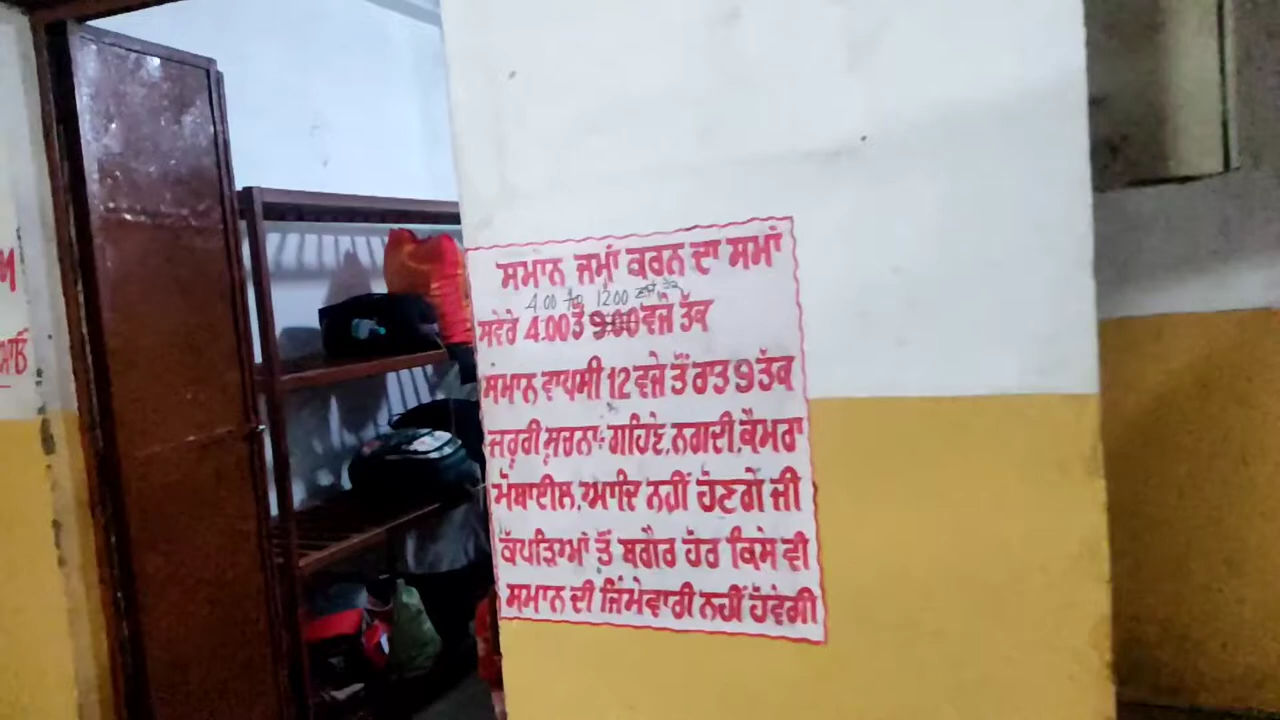 ਸਮਾਨ ਜਮਾਂ ਕਰਨ ਦਾ ਸਮਾਂ
4.00 to 12.00 ਵਜੇ ਤੱਕ
ਸਵੇਰੇ 4:00 ਤੋਂ 9:00 ਵਜੇ ਤੱਕ
ਸਮਾਨ ਵਾਪਸੀ 12 ਵਜੇ ਤੋਂ ਰਾਤ 9 ਤੱਕ
ਜਰੂਰੀ ਸੂਚਨਾ:- ਗਹਿਣੇ, ਨਗਦੀ, ਕੈਮਰਾ
ਮੋਬਾਈਲ, ਆਦਿ ਨਹੀਂ ਹੋਣਗੇ ਜੀ
ਕੱਪੜਿਆਂ ਤੋਂ ਬਗੈਰ ਹੋਰ ਕਿਸੇ ਵੀ
ਸਮਾਨ ਦੀ ਜਿੰਮੇਵਾਰੀ ਨਹੀਂ ਹੋਵੇਗੀ